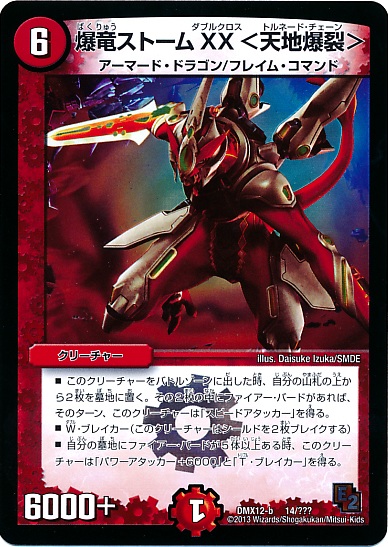 6
ばくりゅう ダブルクロス トルネード・チェーン
爆竜ストームXX<天地爆裂>
アーマード・ドラゴン/フレイム・コマンド
illus. Daisuke Izuka/SMDE
クリーチャー
■このクリーチャーをバトルゾーンに出した時、自分の山札の上か
ら2枚を墓地に置く。その2枚の中にファイアー・バードがあれば、
そのターン、このクリーチャーは「スピードアタッカー」を得る。
■W・ブレイカー(このクリーチャーはシールドを2枚ブレイクする)
■自分の墓地にファイアー・バードが5体以上ある時、このクリー
チャーは「パワーアタッカー+6000」と「T・ブレイカー」を得る。
6000+
1
E2
DMX12-b 14/???
©2013 Wizards/Shogakukan/Mitsui-Kids